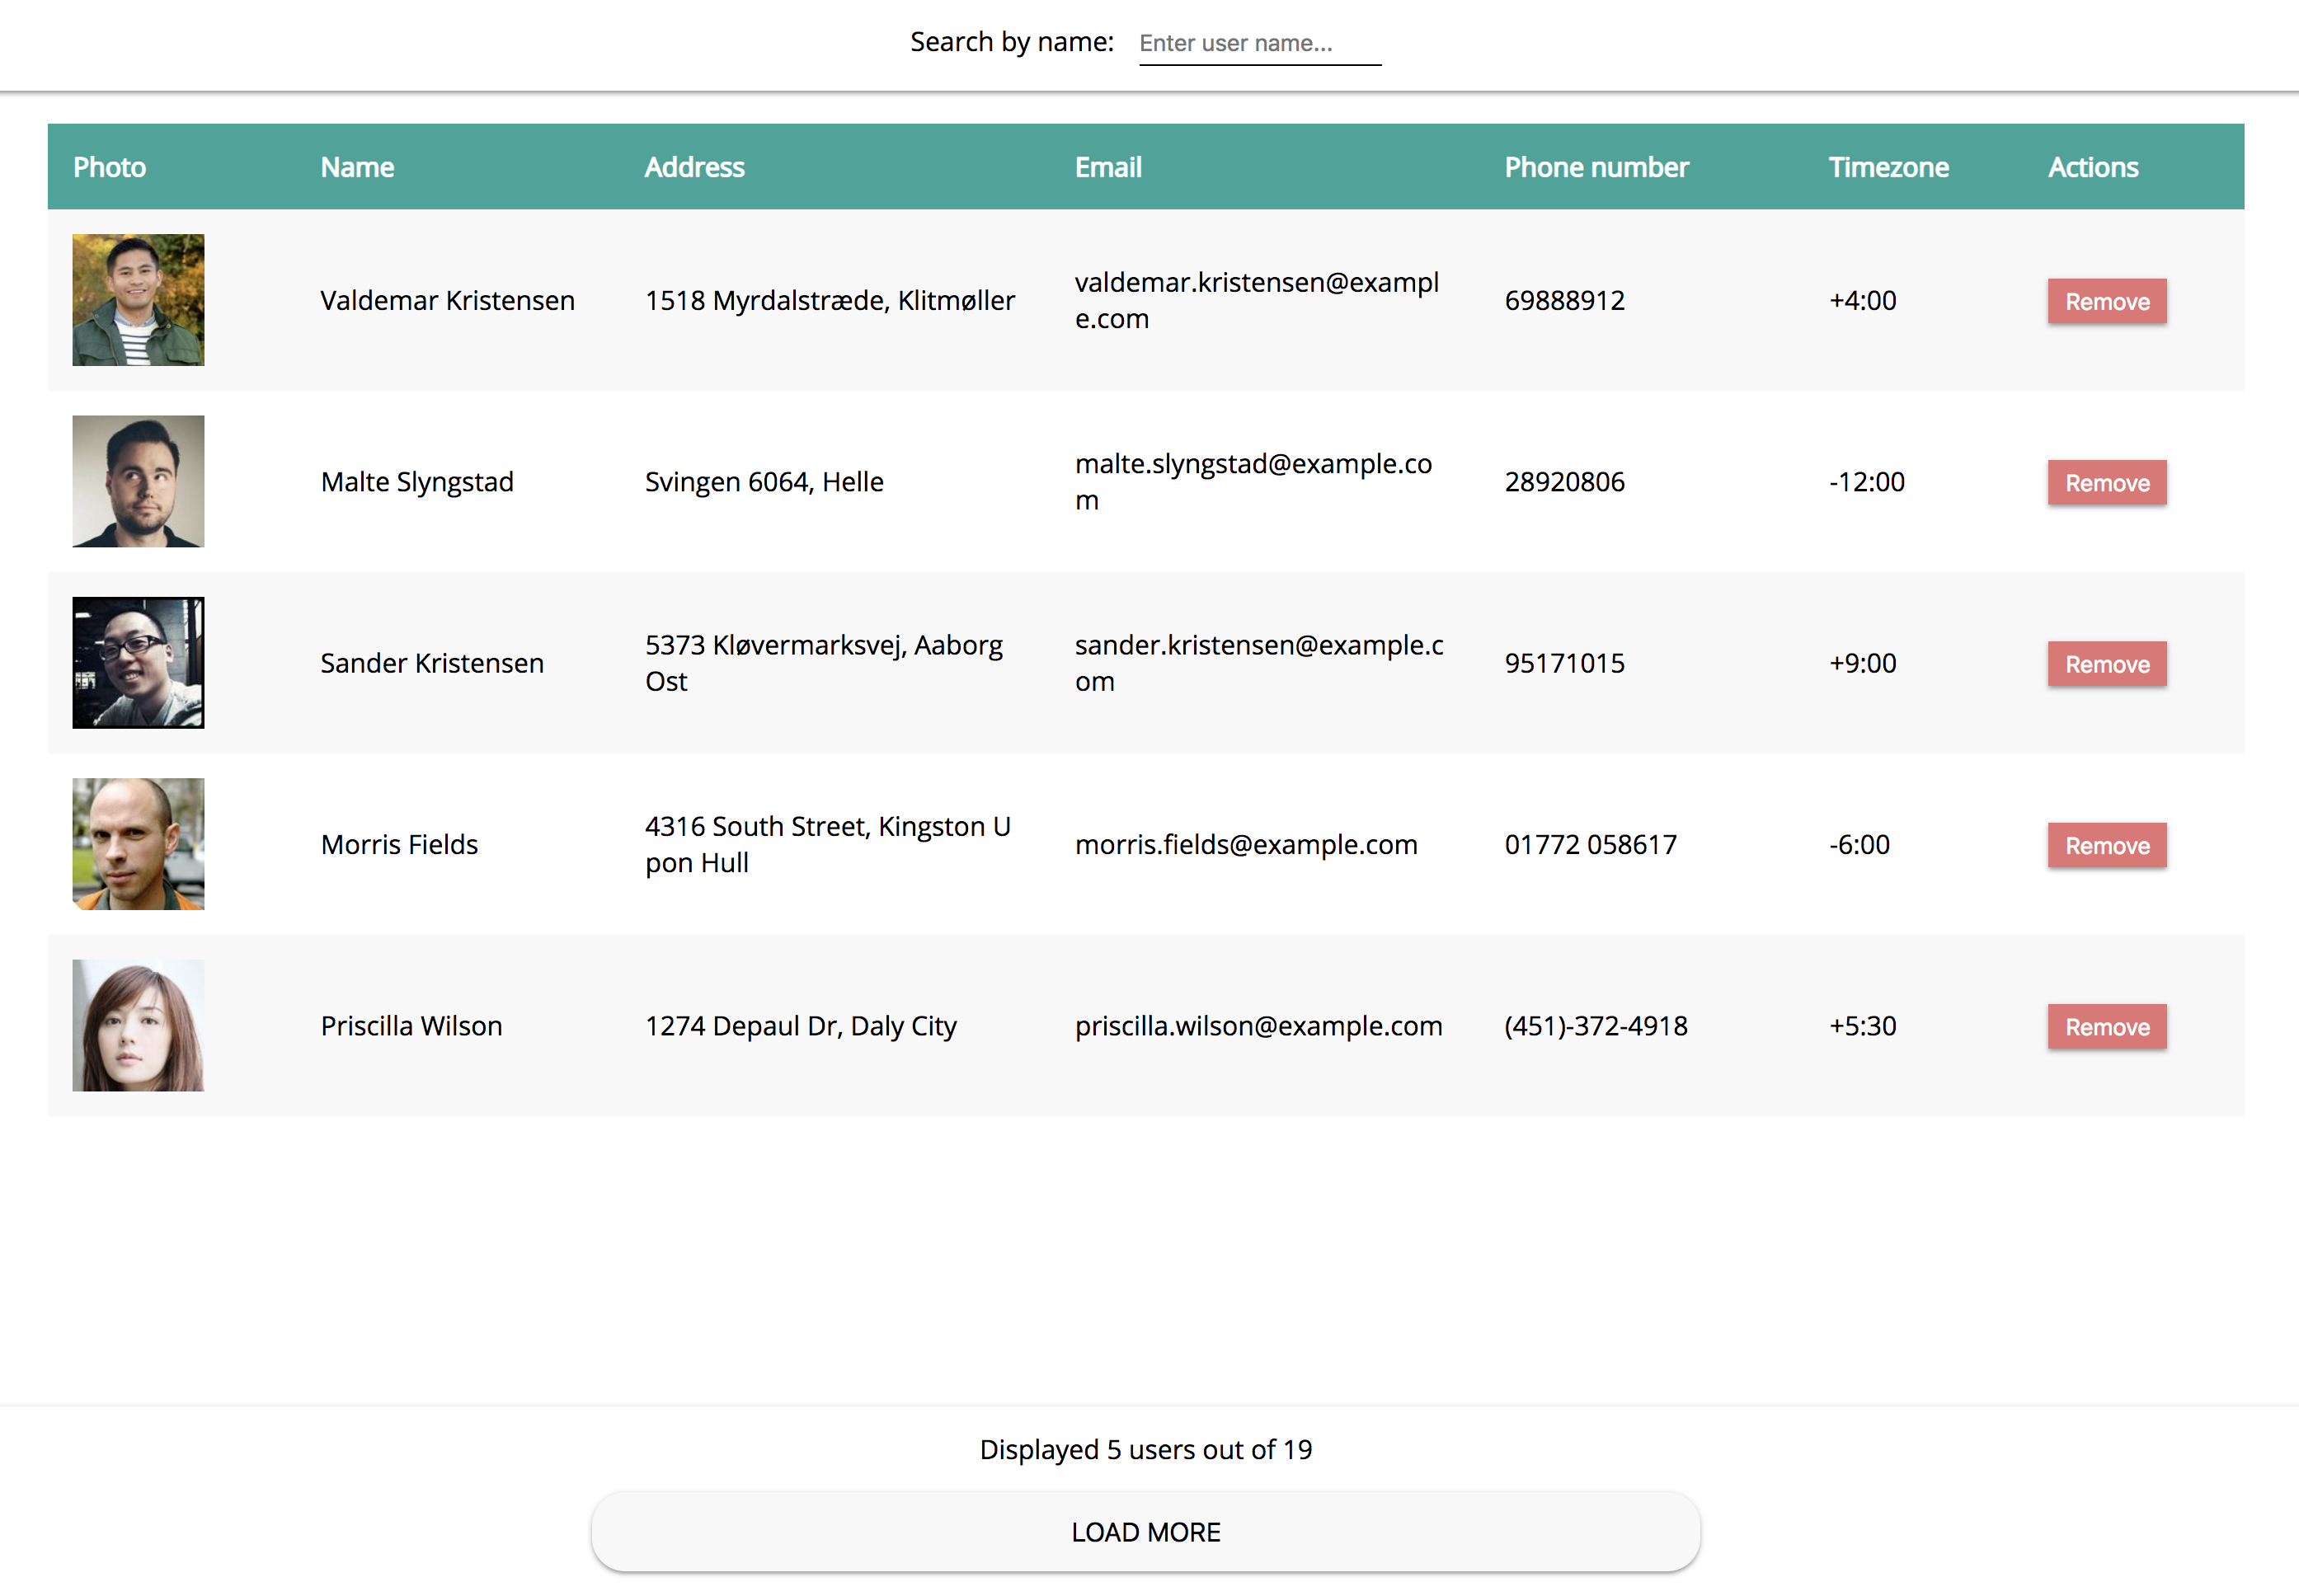 Search by name: Enter user name...
Photo Name Address Email Phone number Timezone Actions
Valdemar Kristensen 1518 Myrdalstræde, Klitmøller valdemar.kristensen@exampl
e.com 69888912 +4:00 Remove
Malte Slyngstad Svingen 6064, Helle malte.slyngstad@example.co
m 28920806 -12:00 Remove
Sander Kristensen 5373 Kløvermarksvej, Aaborg
Ost sander.kristensen@example.c
om 95171015 +9:00 Remove
Morris Fields 4316 South Street, Kingston U
pon Hull morris.fields@example.com 01772 058617 -6:00 Remove
Priscilla Wilson 1274 Depaul Dr, Daly City priscilla.wilson@example.com (451)-372-4918 +5:30 Remove
Displayed 5 users out of 19
LOAD MORE